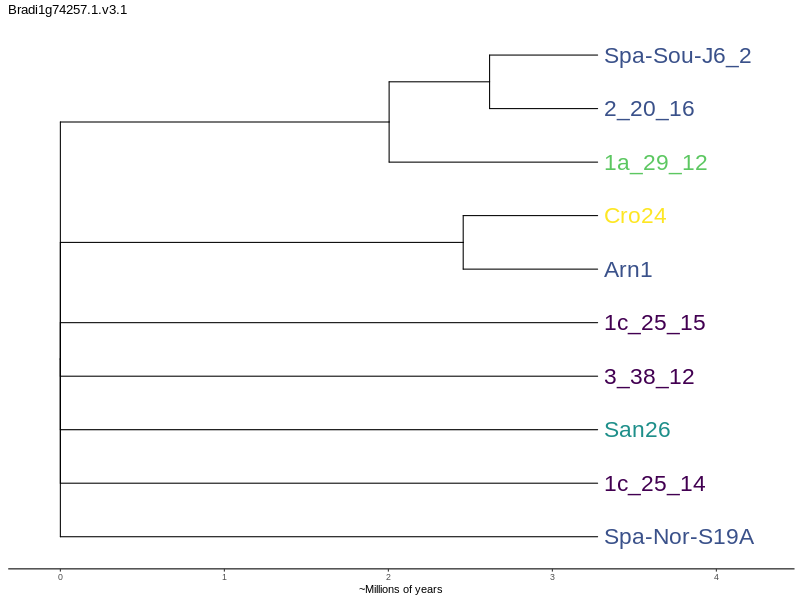 Bradi1g74257.1.v3.1
Spa-Sou-J6_2
2_20_16
1a_29_12
Cro24
Arn1
1c_25_15
3_38_12
San26
1c_25_14
Spa-Nor-S19A
0 1 2 3 4
~Millions of years